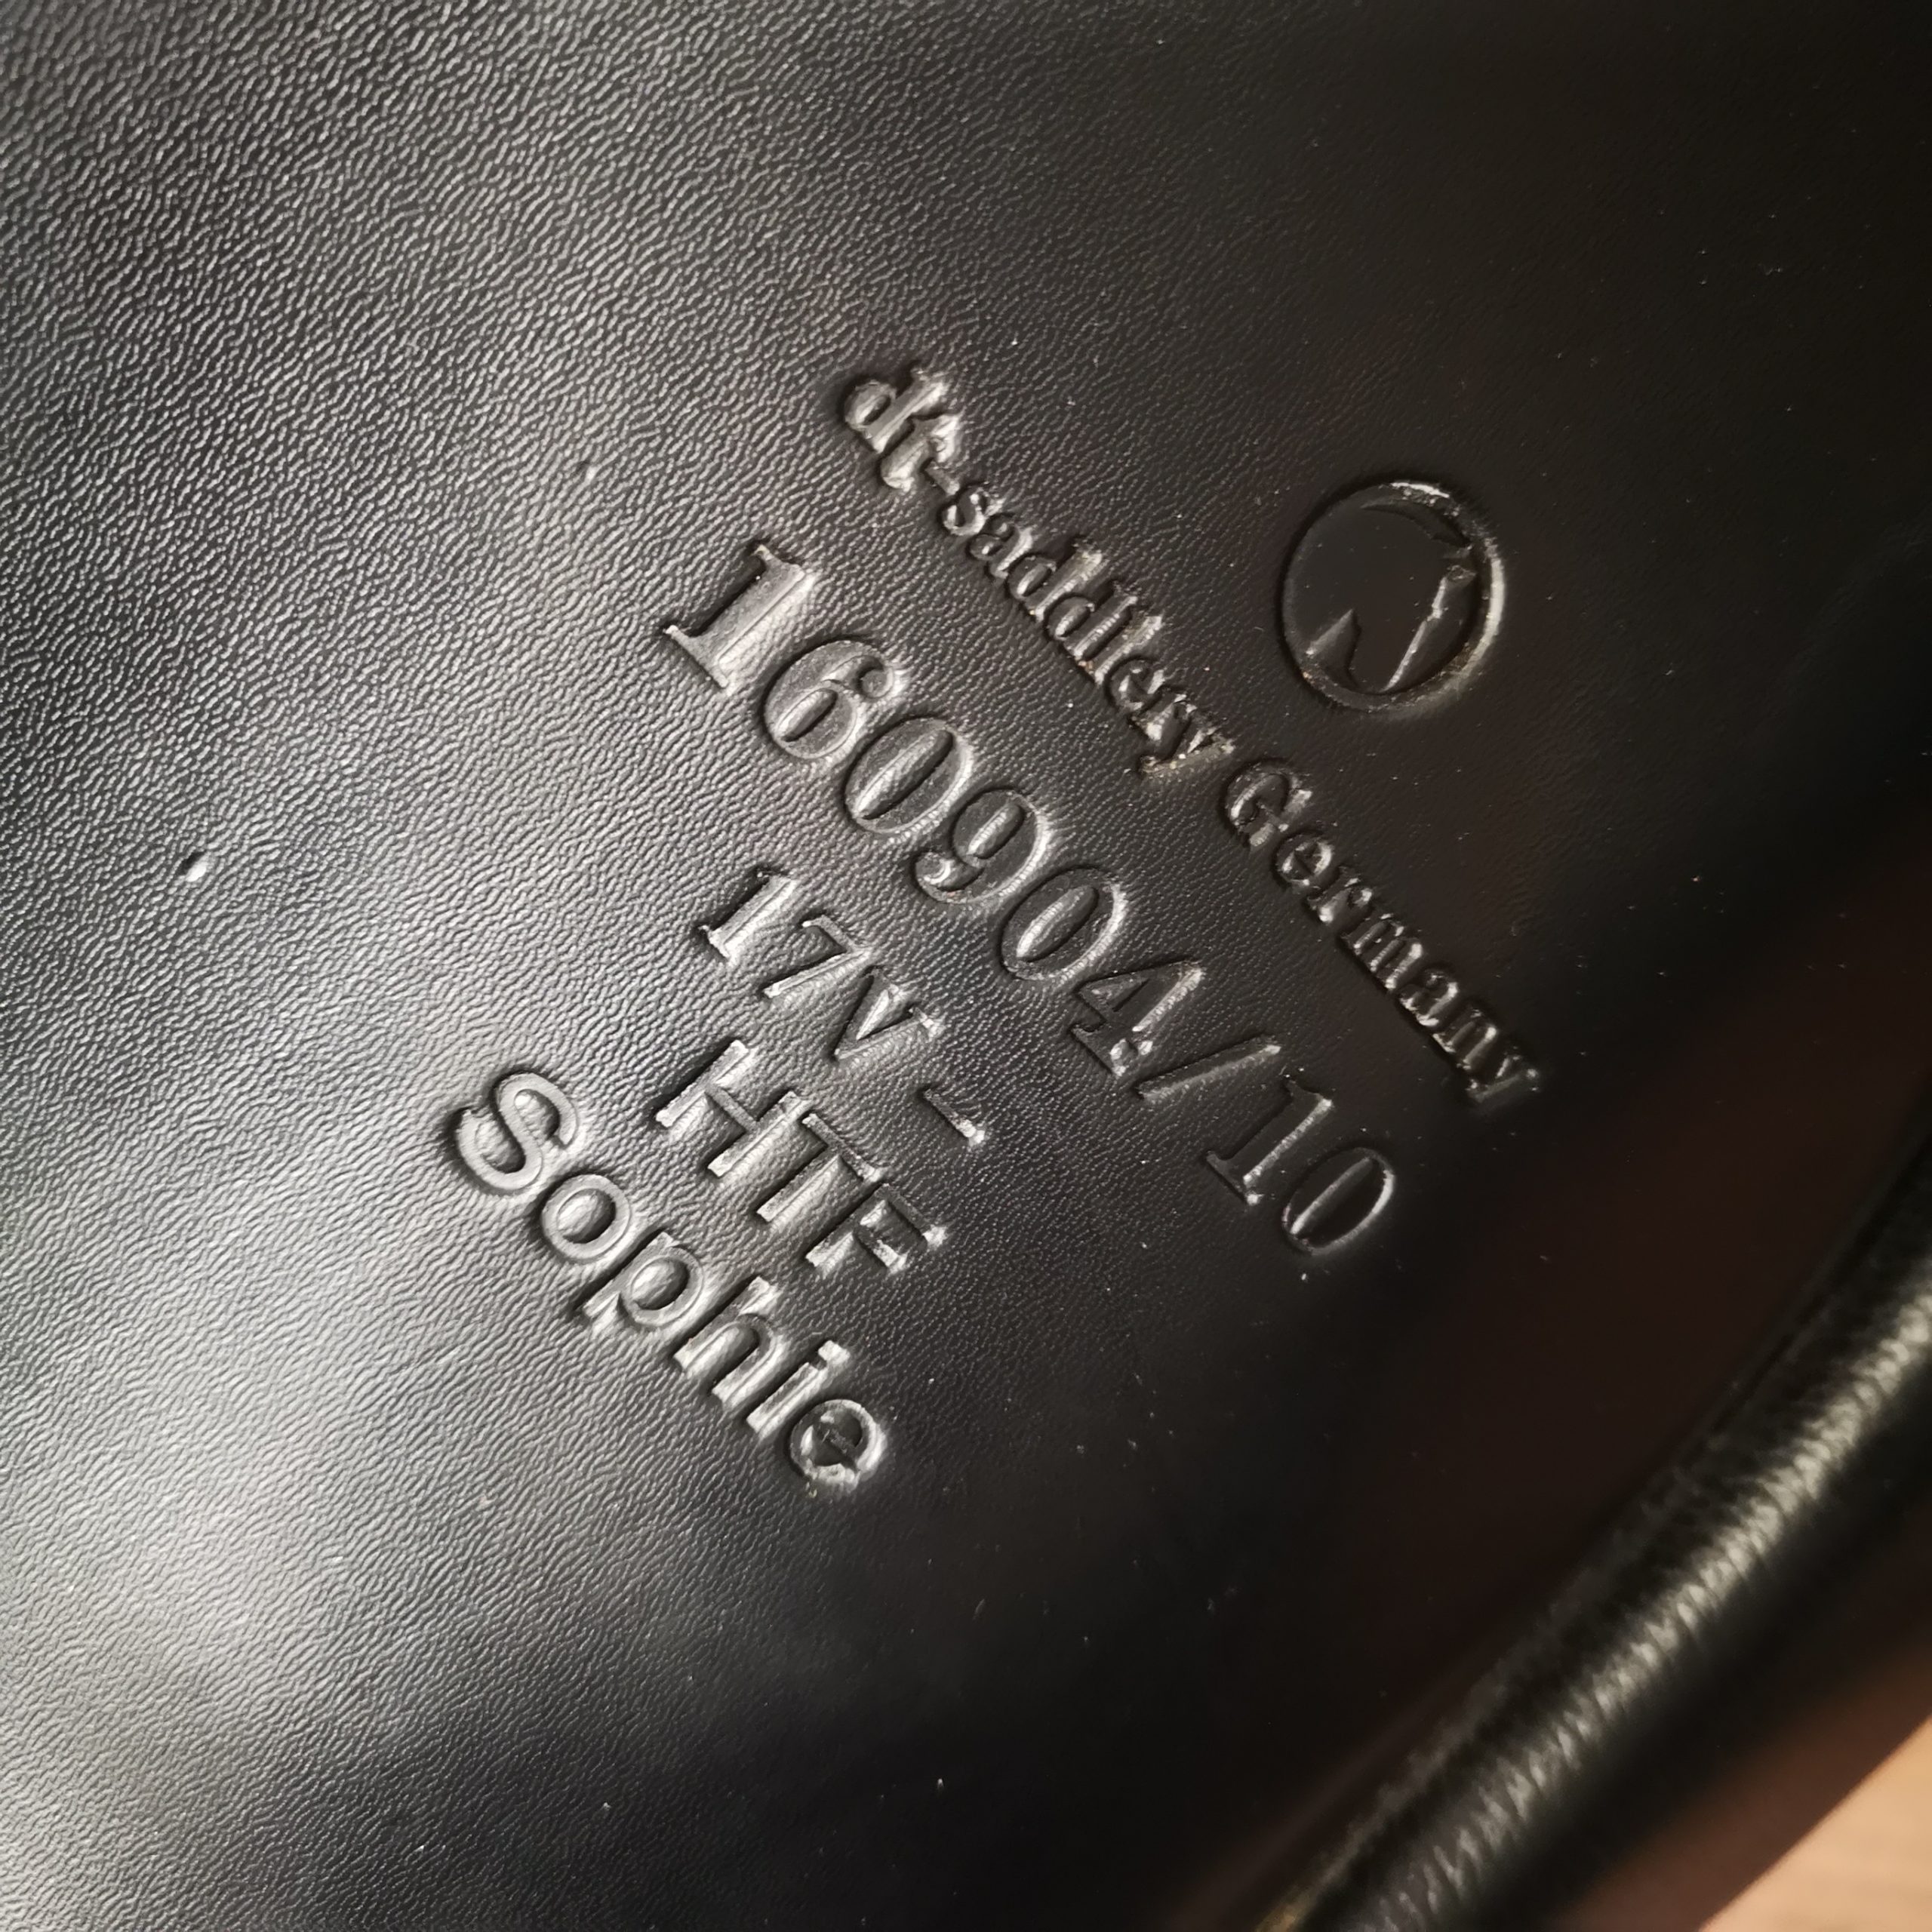 dt-saddlery Germany
160904/10
17V -
HTF
Sophie